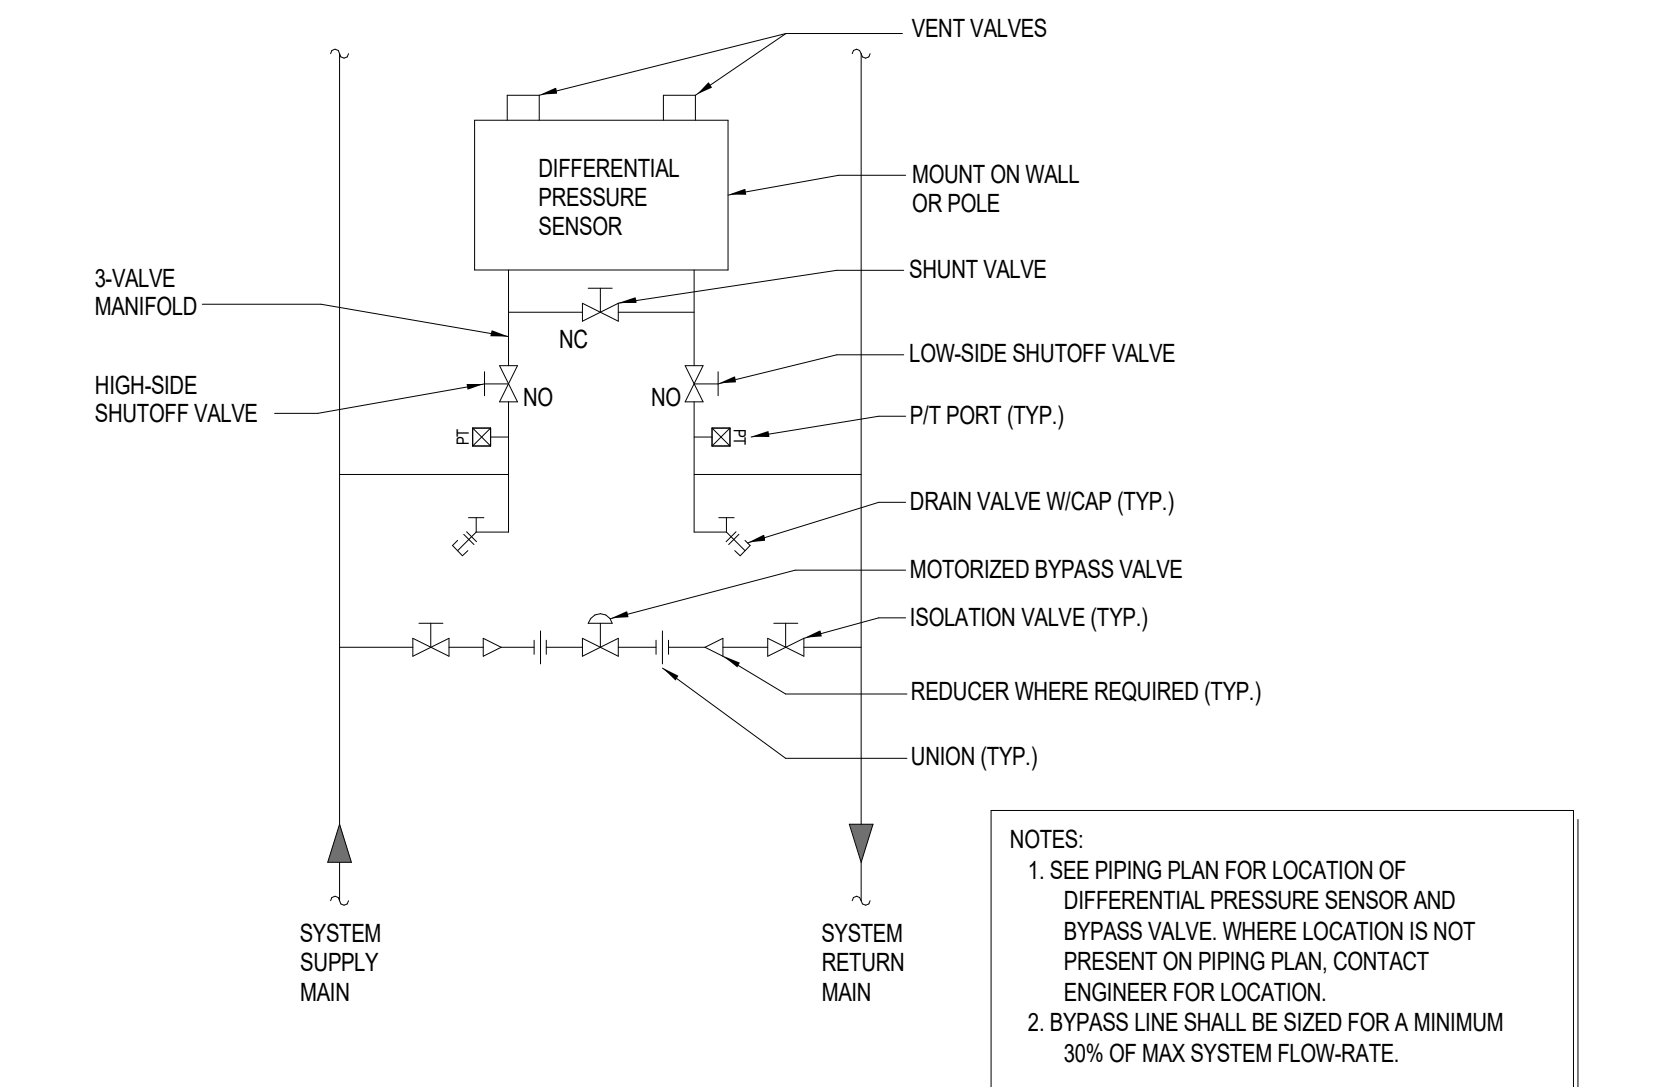 VENT VALVES
DIFFERENTIAL
PRESSURE
SENSOR
MOUNT ON WALL
OR POLE
3-VALVE
MANIFOLD
SHUNT VALVE
NC
LOW-SIDE SHUTOFF VALVE
HIGH-SIDE
SHUTOFF VALVE
NO
NO
P/T PORT (TYP.)
PT
PT
DRAIN VALVE W/CAP (TYP.)
MOTORIZED BYPASS VALVE
ISOLATION VALVE (TYP.)
REDUCER WHERE REQUIRED (TYP.)
UNION (TYP.)
SYSTEM
SUPPLY
MAIN
SYSTEM
RETURN
MAIN
NOTES:
1. SEE PIPING PLAN FOR LOCATION OF
DIFFERENTIAL PRESSURE SENSOR AND
BYPASS VALVE. WHERE LOCATION IS NOT
PRESENT ON PIPING PLAN, CONTACT
ENGINEER FOR LOCATION.
2. BYPASS LINE SHALL BE SIZED FOR A MINIMUM
30% OF MAX SYSTEM FLOW-RATE.